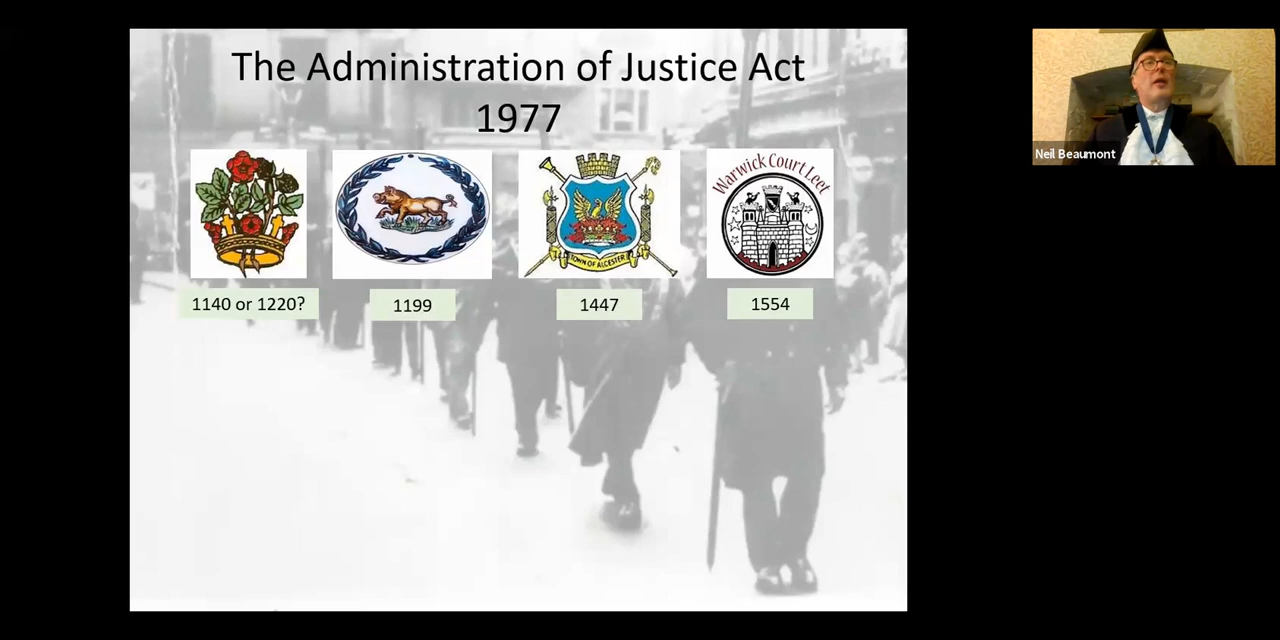 The Administration of Justice Act
1977
Warwick Court Leet
TOWN OF ALCESTER
1140 or 1220?
1199
1447
1554
Neil Beaumont